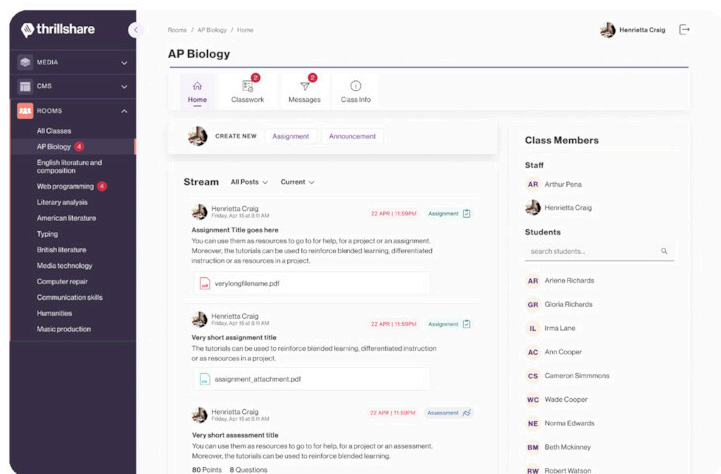 thrillshare
MEDIA
CMS
ROOMS
All Classes
AP Biology 4
English literature and
composition
Web programming 4
Literary analysis
American literature
Typing
British literature
Media technology
Computer repair
Communication skills
Humanities
Music production
Rooms / AP Biology / Home
Henrietta Craig
AP Biology
Home
2
Classwork
2
Messages
Class Info
CREATE NEW Assignment Announcement
Stream All Posts Current
Henrietta Craig
Friday, Apr 15 at 8:11 AM
22 APR | 11:59PM Assignment
Assignment Title goes here
You can use them as resources to go to for help, for a project or an assignment.
Moreover, the tutorials can be used to reinforce blended learning, differentiated
instruction or as resources in a project.
verylongfilename.pdf
Henrietta Craig
Friday, Apr 15 at 8:11 AM
22 APR | 11:59PM Assignment
Very short assignment title
The tutorials can be used to reinforce blended learning, differentiated instruction
or as resources in a project.
assignment_attachment.pdf
Henrietta Craig
Friday, Apr 15 at 8:11 AM
22 APR | 11:59PM Assessment
Very short assessment title
You can use them as resources to go to for help, for a project or an assessment.
Moreover, the tutorials can be used to reinforce blended learning.
80 Points 8 Questions
Class Members
Staff
AR Arthur Pena
Henrietta Craig
Students
search students...
AR Arlene Richards
GR Gloria Richards
IL Irma Lane
AC Ann Cooper
CS Cameron Simmmons
WC Wade Cooper
NE Norma Edwards
BM Beth Mckinney
RW Robert Watson